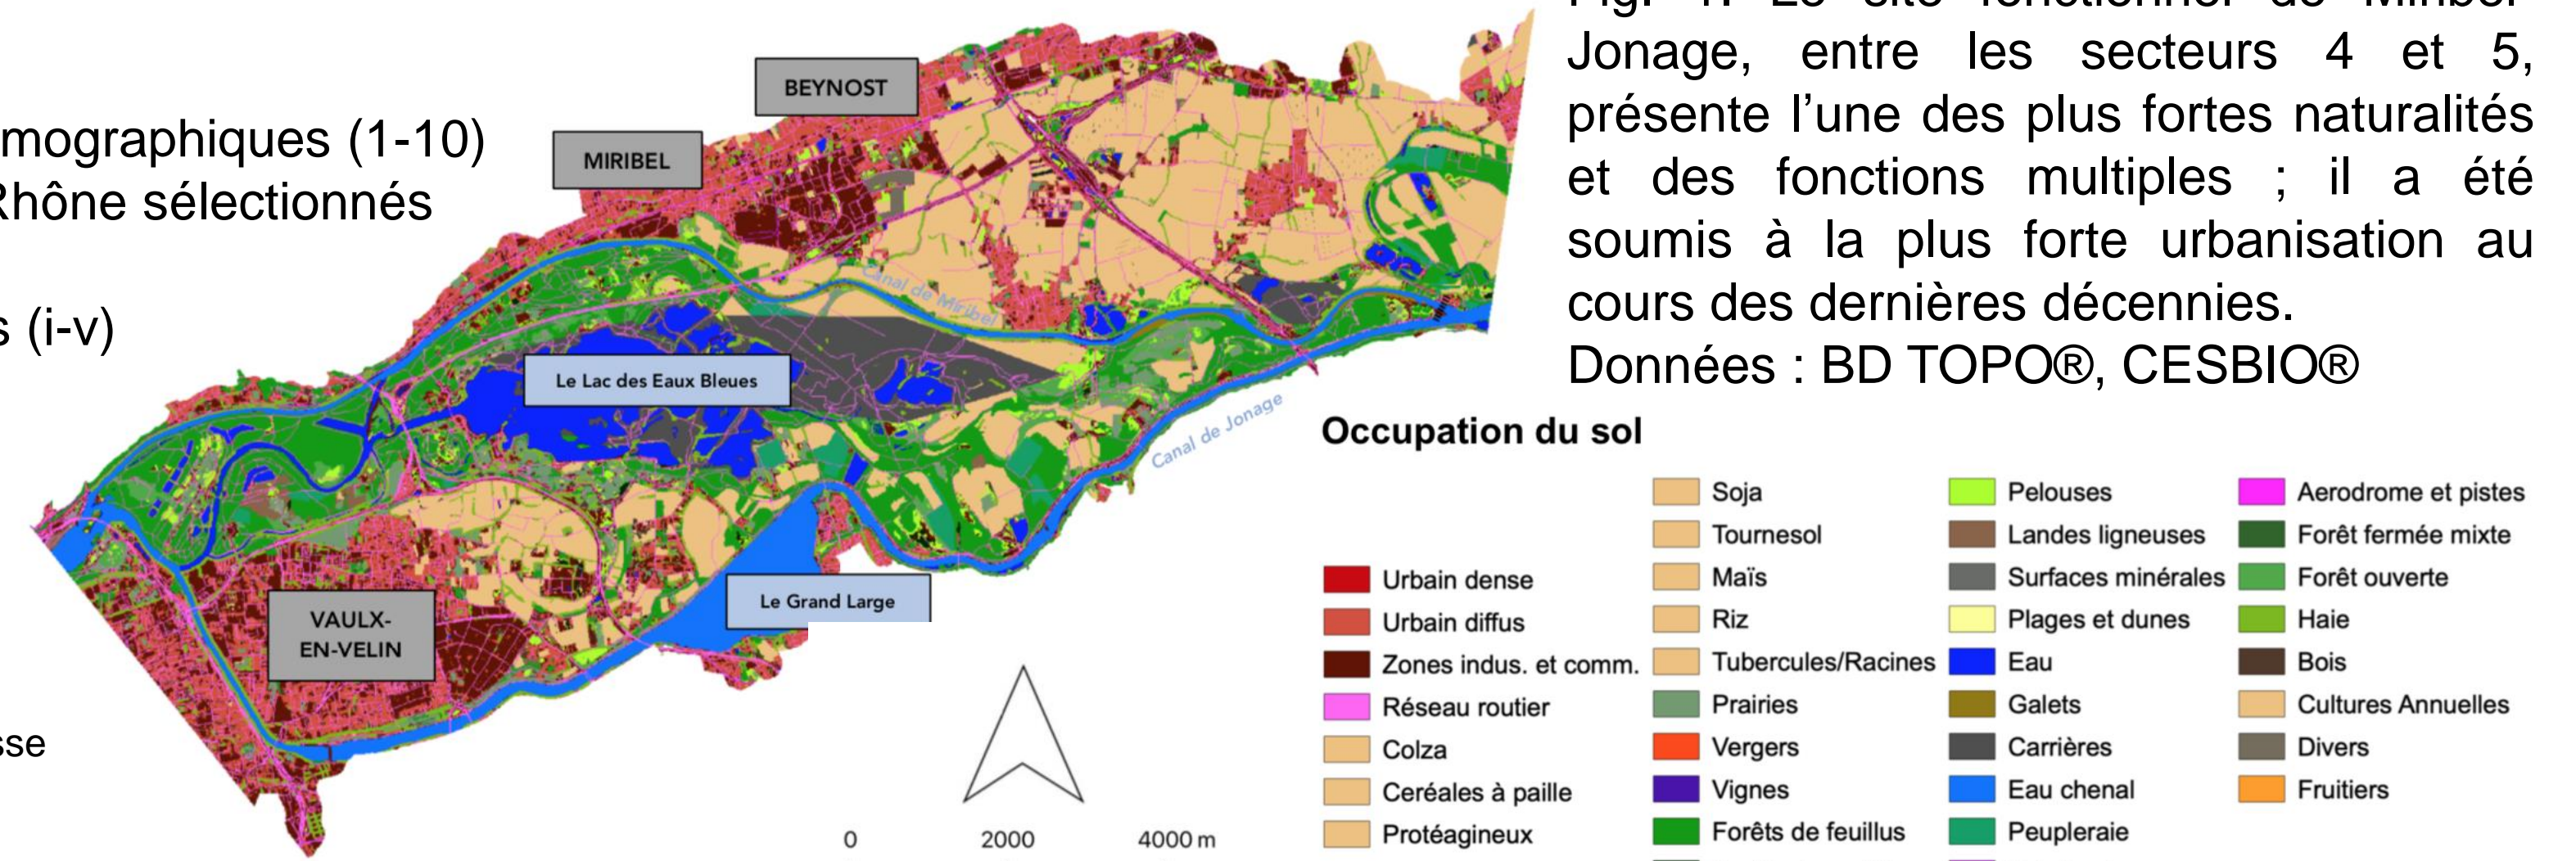 mographiques (1-10)
Rhône sélectionnés
s (i-v)
sse
BEYNOST
MIRIBEL
Canal de Miribel
Le Lac des Eaux Bleues
Canal de Jonage
Le Grand Large
VAULX-
EN-VELIN
0 2000 4000 m
Jonage, entre les secteurs 4 et 5,
présente l’une des plus fortes naturalités
et des fonctions multiples ; il a été
soumis à la plus forte urbanisation au
cours des dernières décennies.
Données : BD TOPO®, CESBIO®
Occupation du sol
Urbain dense
Urbain diffus
Zones indus. et comm.
Réseau routier
Colza
Ceréales à paille
Protéagineux
Soja
Tournesol
Maïs
Riz
Tubercules/Racines
Prairies
Vergers
Vignes
Forêts de feuillus
Pelouses
Landes ligneuses
Surfaces minérales
Plages et dunes
Eau
Galets
Carrières
Eau chenal
Peupleraie
Aerodrome et pistes
Forêt fermée mixte
Forêt ouverte
Haie
Bois
Cultures Annuelles
Divers
Fruitiers